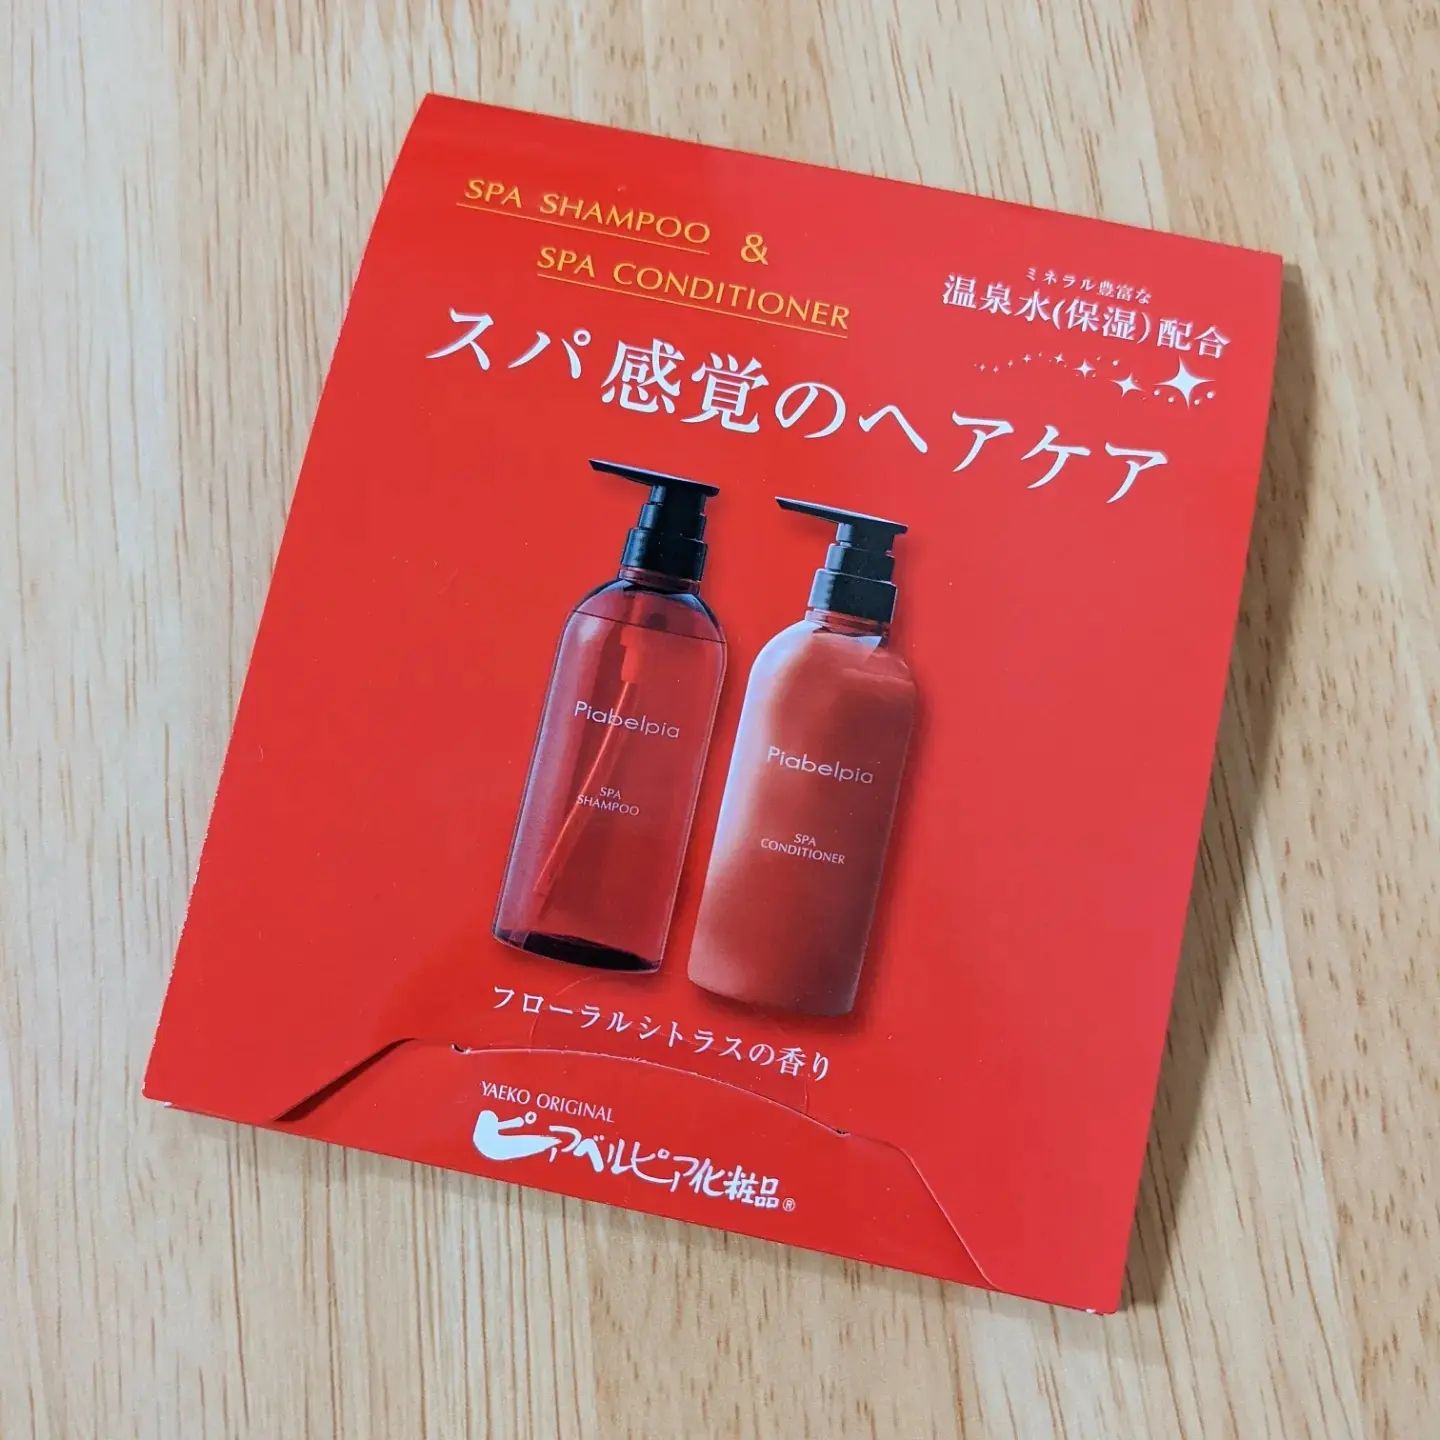 SPA SHAMPOO &
SPA CONDITIONER
ミネラル豊富な
温泉水(保湿)配合
スパ感覚のヘアケア
Piabelpia
SPA
SHAMPOO
Piabelpia
SPA
CONDITIONER
フローラルシトラスの香り
YAEKO ORIGINAL
ピアベルピア化粧品®